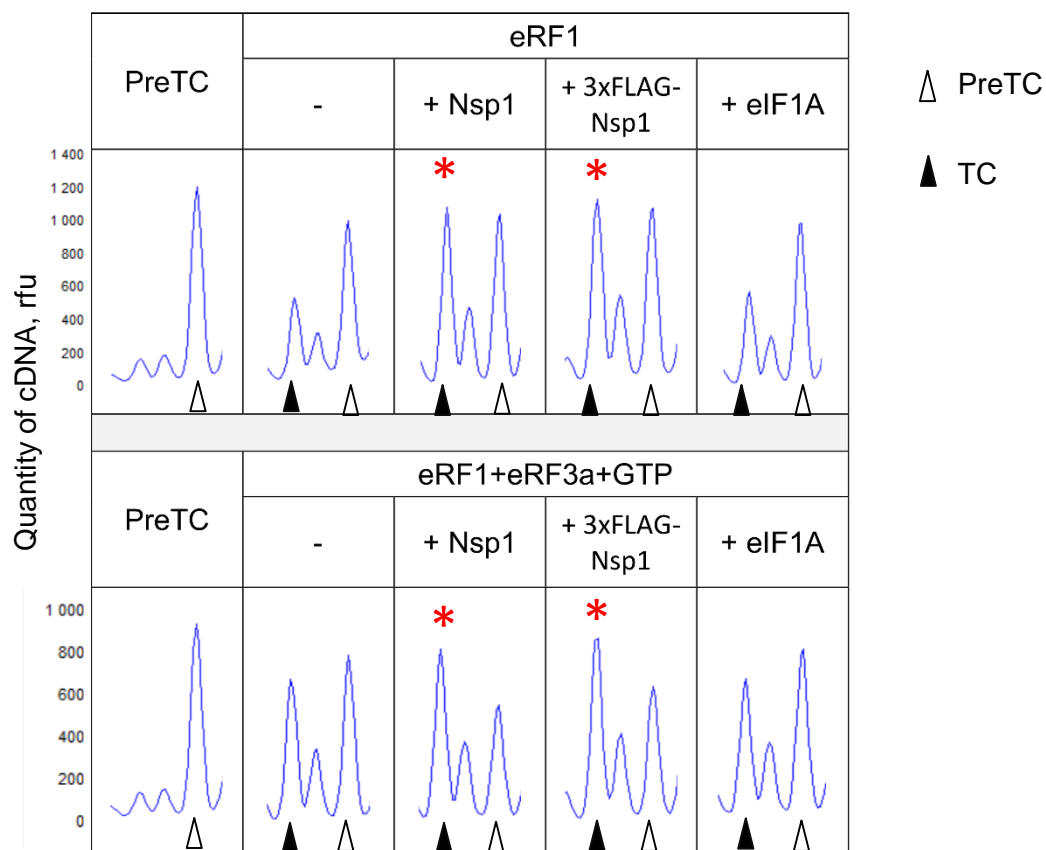 eRF1
PreTC
-
+ Nsp1
+ 3xFLAG-
Nsp1
+ eIF1A
PreTC
TC
*
*
1 400
1 200
1 000
800
600
400
200
0
Quantity of cDNA, rfu
eRF1+eRF3a+GTP
PreTC
-
+ Nsp1
+ 3xFLAG-
Nsp1
+ eIF1A
*
*
1 000
800
600
400
200
0